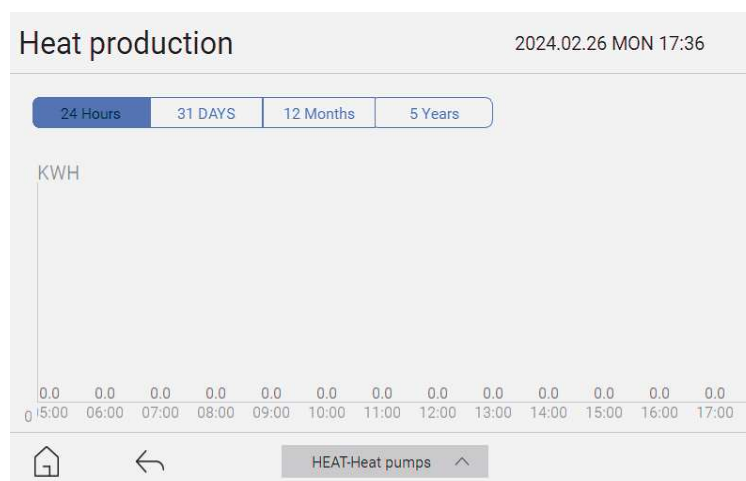 Heat production 2024.02.26 MON 17:36
24 Hours 31 DAYS 12 Months 5 Years
KWH
0.0 0.0 0.0 0.0 0.0 0.0 0.0 0.0 0.0 0.0 0.0 0.0 0.0
0 05:00 06:00 07:00 08:00 09:00 10:00 11:00 12:00 13:00 14:00 15:00 16:00 17:00
HEAT-Heat pumps